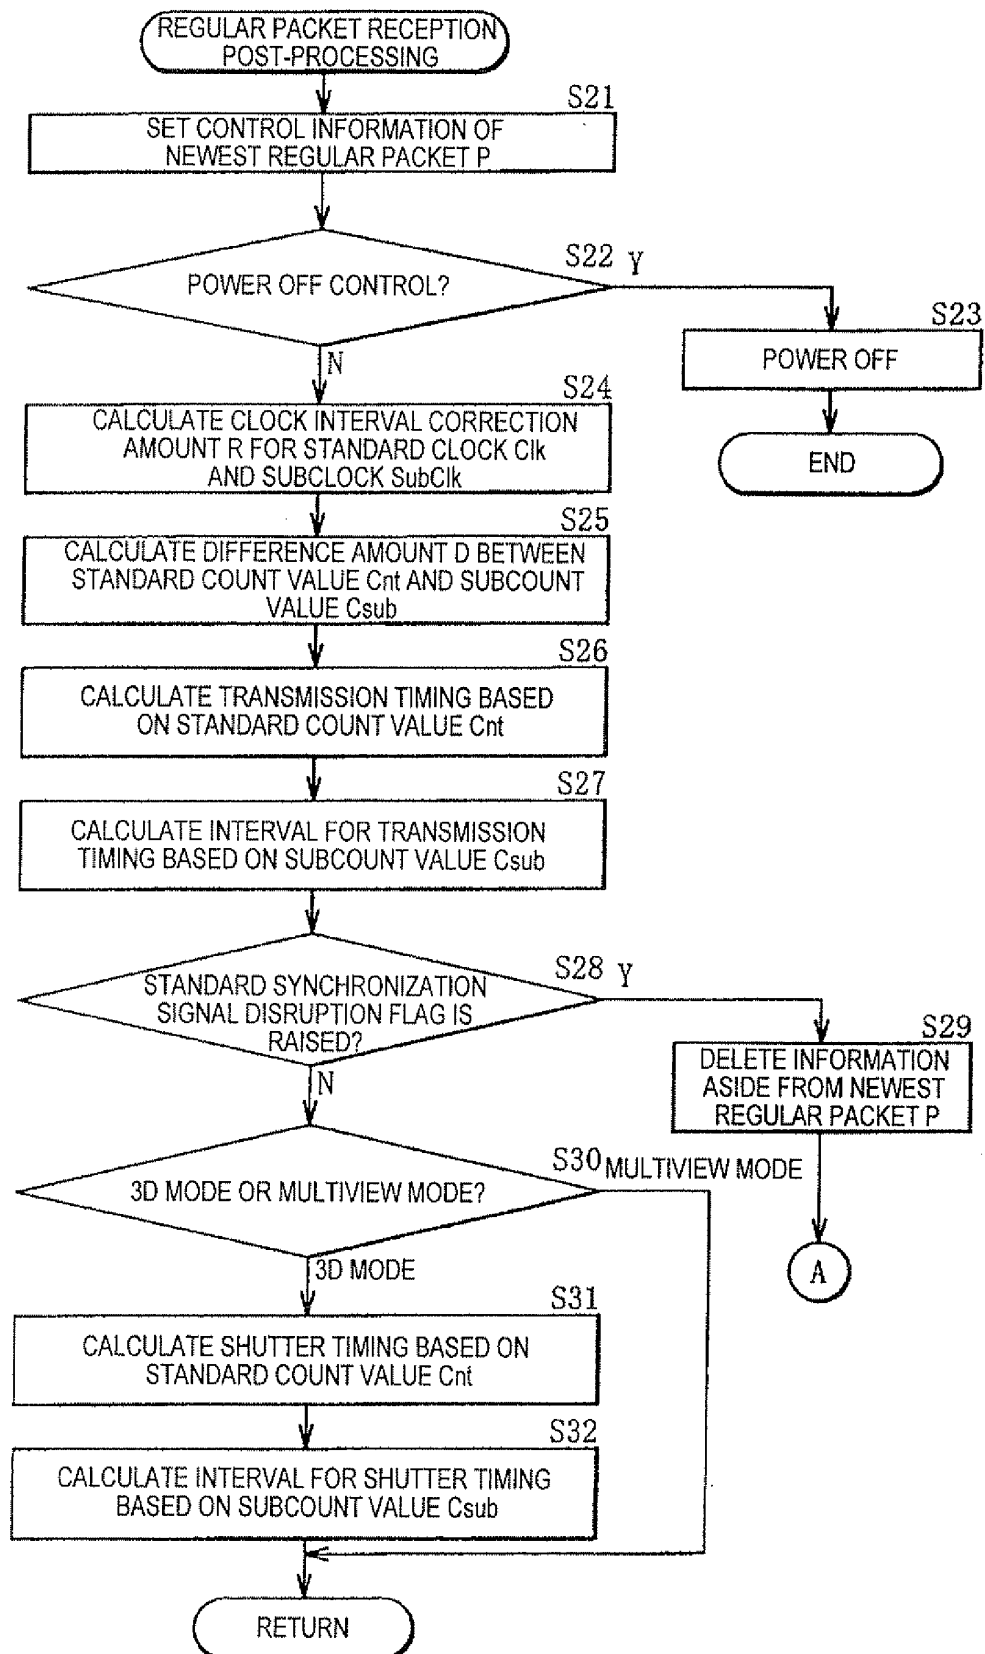 REGULAR PACKET RECEPTION
POST-PROCESSING
S21
SET CONTROL INFORMATION OF
NEWEST REGULAR PACKET P
S22
Y
POWER OFF CONTROL?
S23
POWER OFF
END
N
S24
CALCULATE CLOCK INTERVAL CORRECTION
AMOUNT R FOR STANDARD CLOCK Clk
AND SUBCLOCK SubClk
S25
CALCULATE DIFFERENCE AMOUNT D BETWEEN
STANDARD COUNT VALUE Cnt AND SUBCOUNT
VALUE Csub
S26
CALCULATE TRANSMISSION TIMING BASED
ON STANDARD COUNT VALUE Cnt
S27
CALCULATE INTERVAL FOR TRANSMISSION
TIMING BASED ON SUBCOUNT VALUE Csub
S28
Y
STANDARD SYNCHRONIZATION
SIGNAL DISRUPTION FLAG IS
RAISED?
S29
DELETE INFORMATION
ASIDE FROM NEWEST
REGULAR PACKET P
A
N
S30
MULTIVIEW MODE
3D MODE OR MULTIVIEW MODE?
3D MODE
S31
CALCULATE SHUTTER TIMING BASED ON
STANDARD COUNT VALUE Cnt
S32
CALCULATE INTERVAL FOR SHUTTER TIMING
BASED ON SUBCOUNT VALUE Csub
RETURN